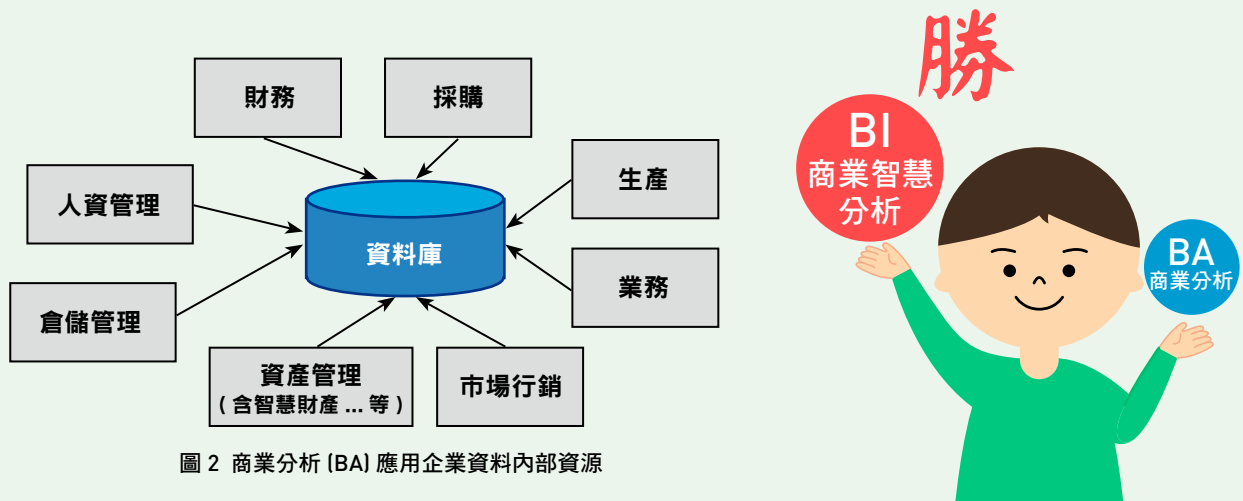 財務
採購
人資管理
生產
資料庫
倉儲管理
業務
資產管理
( 含智慧財產 ... 等 )
市場行銷
圖 2 商業分析 (BA) 應用企業資料內部資源
勝
BI
商業智慧
分析
BA
商業分析